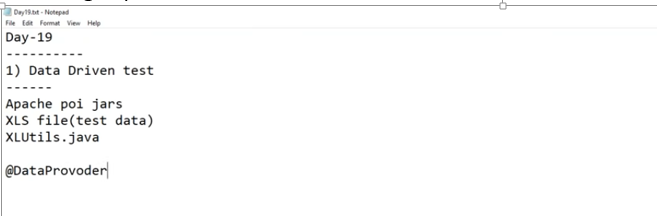 Day19.txt - Notepad
File Edit Format View Help
Day-19
----------
1) Data Driven test
------
Apache poi jars
XLS file(test data)
XLUtils.java
@DataProvoder